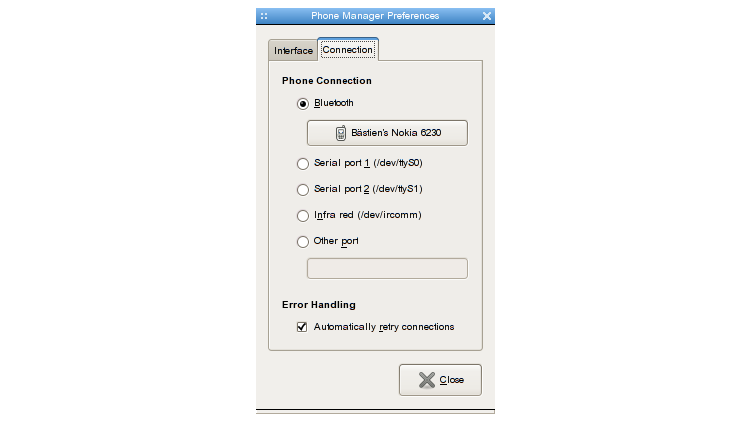 Phone Manager Preferences
Interface
Connection
Phone Connection
Bluetooth
Bästien's Nokia 6230
Serial port 1 (/dev/ttyS0)
Serial port 2 (/dev/ttyS1)
Infra red (/dev/ircomm)
Other port
Error Handling
Automatically retry connections
Close